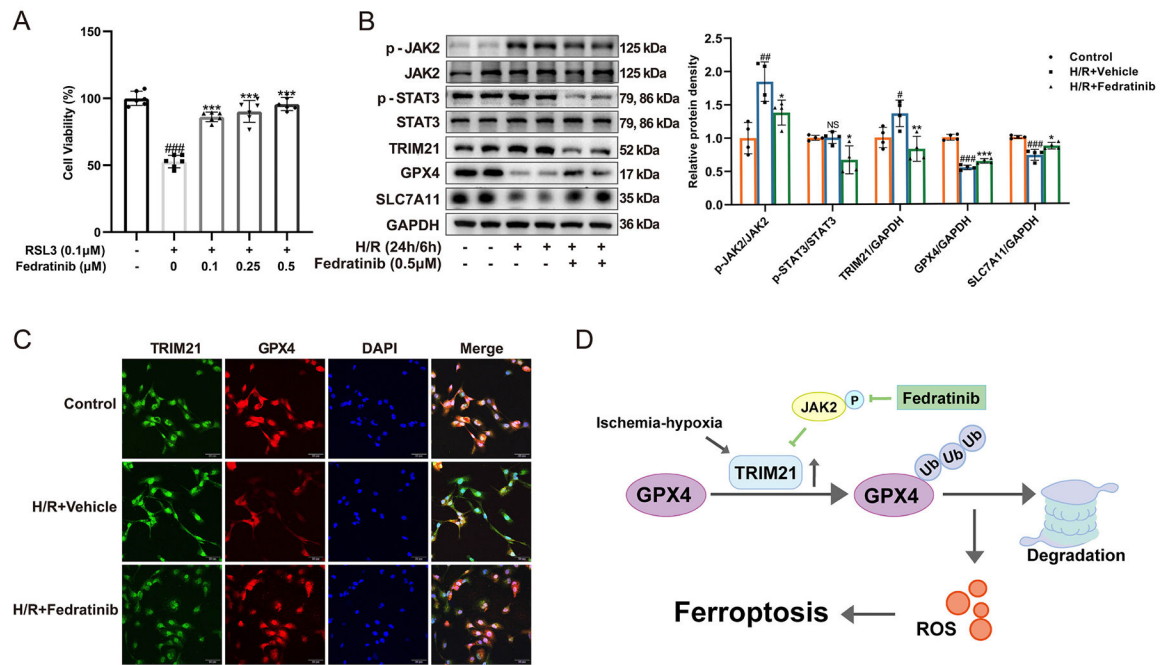 A
150
100
50
0
Cell Viability (%)
###
***
***
***
RSL3 (0.1μM) - + + + +
Fedratinib (μM) - 0 0.1 0.25 0.5
B
p - JAK2 125 kDa
JAK2 125 kDa
p - STAT3 79, 86 kDa
STAT3 79, 86 kDa
TRIM21 52 kDa
GPX4 17 kDa
SLC7A11 35 kDa
GAPDH 36 kDa
H/R (24h/6h) - - + + + +
Fedratinib (0.5μM) - - - - + +
2.5
2.0
1.5
1.0
0.5
0.0
Relative protein density
##
*
NS
*
#
**
###
***
###
*
p-JAK2/JAK2
p-STAT3/STAT3
TRIM21/GAPDH
GPX4/GAPDH
SLC7A11/GAPDH
Control
H/R+Vehicle
H/R+Fedratinib
C
TRIM21 GPX4 DAPI Merge
Control
H/R+Vehicle
H/R+Fedratinib
D
JAK2 P Fedratinib
Ischemia-hypoxia
TRIM21
Ub Ub Ub
GPX4 GPX4
Degradation
Ferroptosis ROS